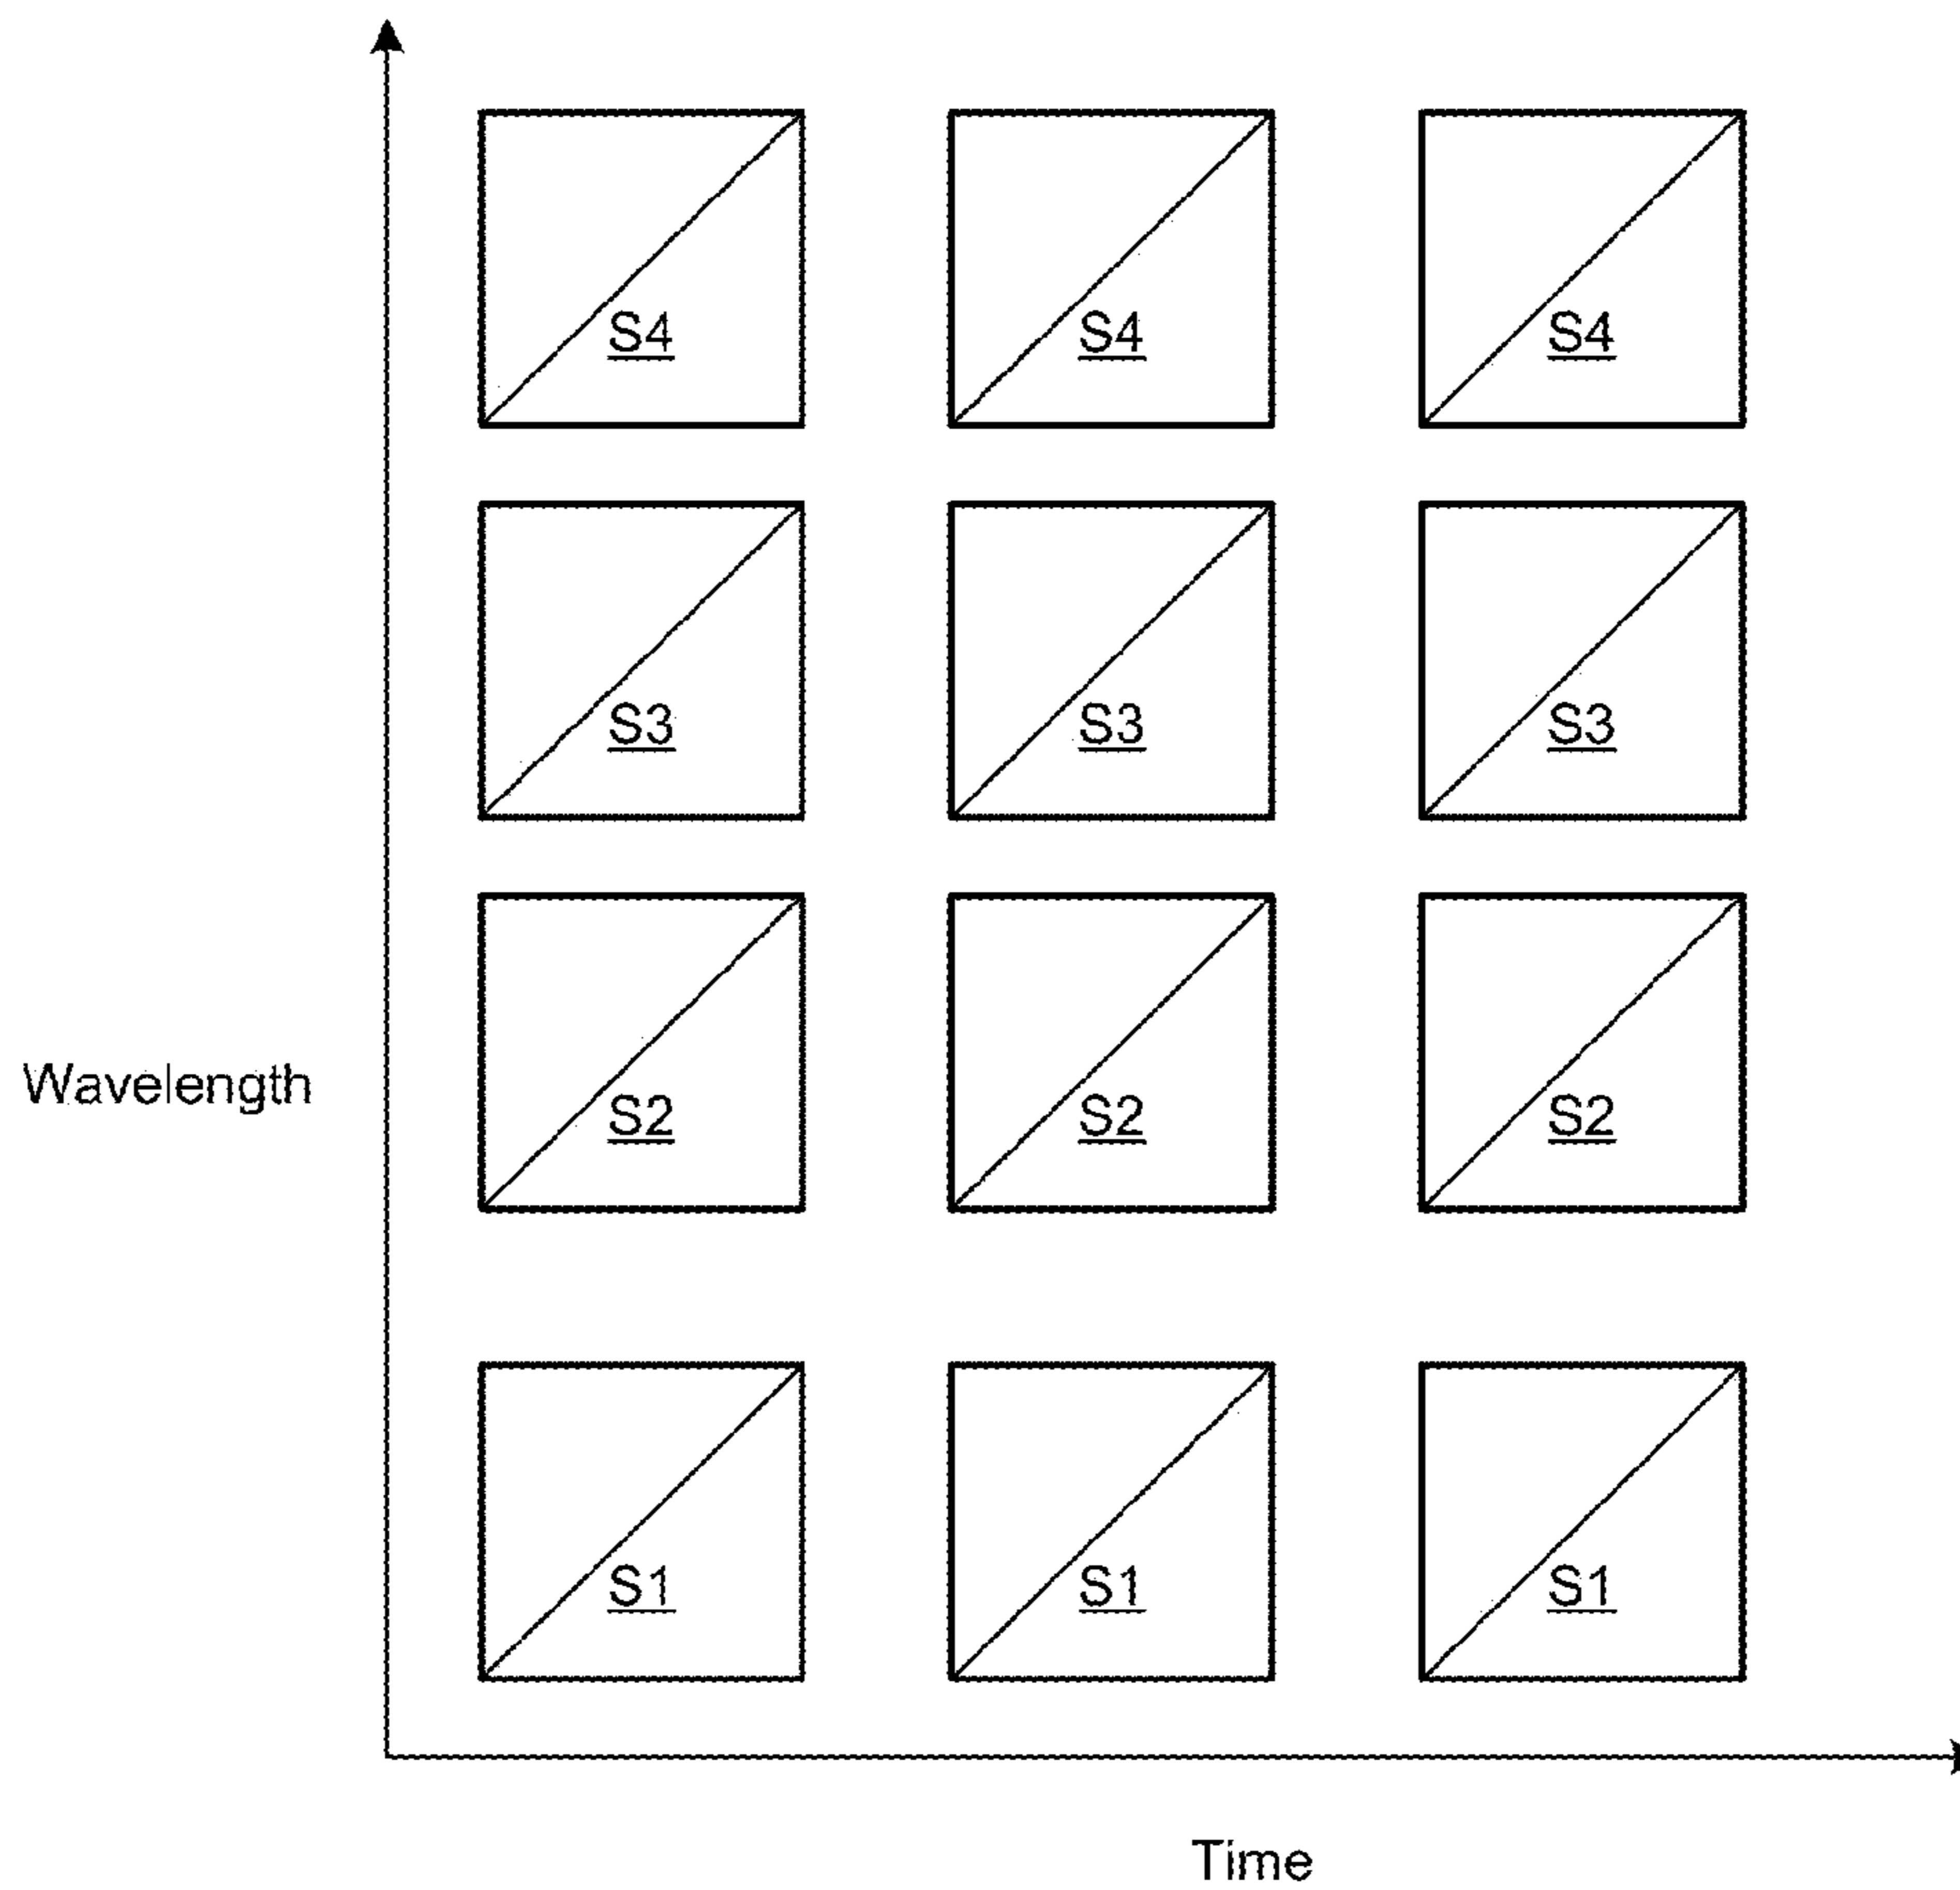 S4 S4 S4
S3 S3 S3
Wavelength
S2 S2 S2
S1 S1 S1
Time